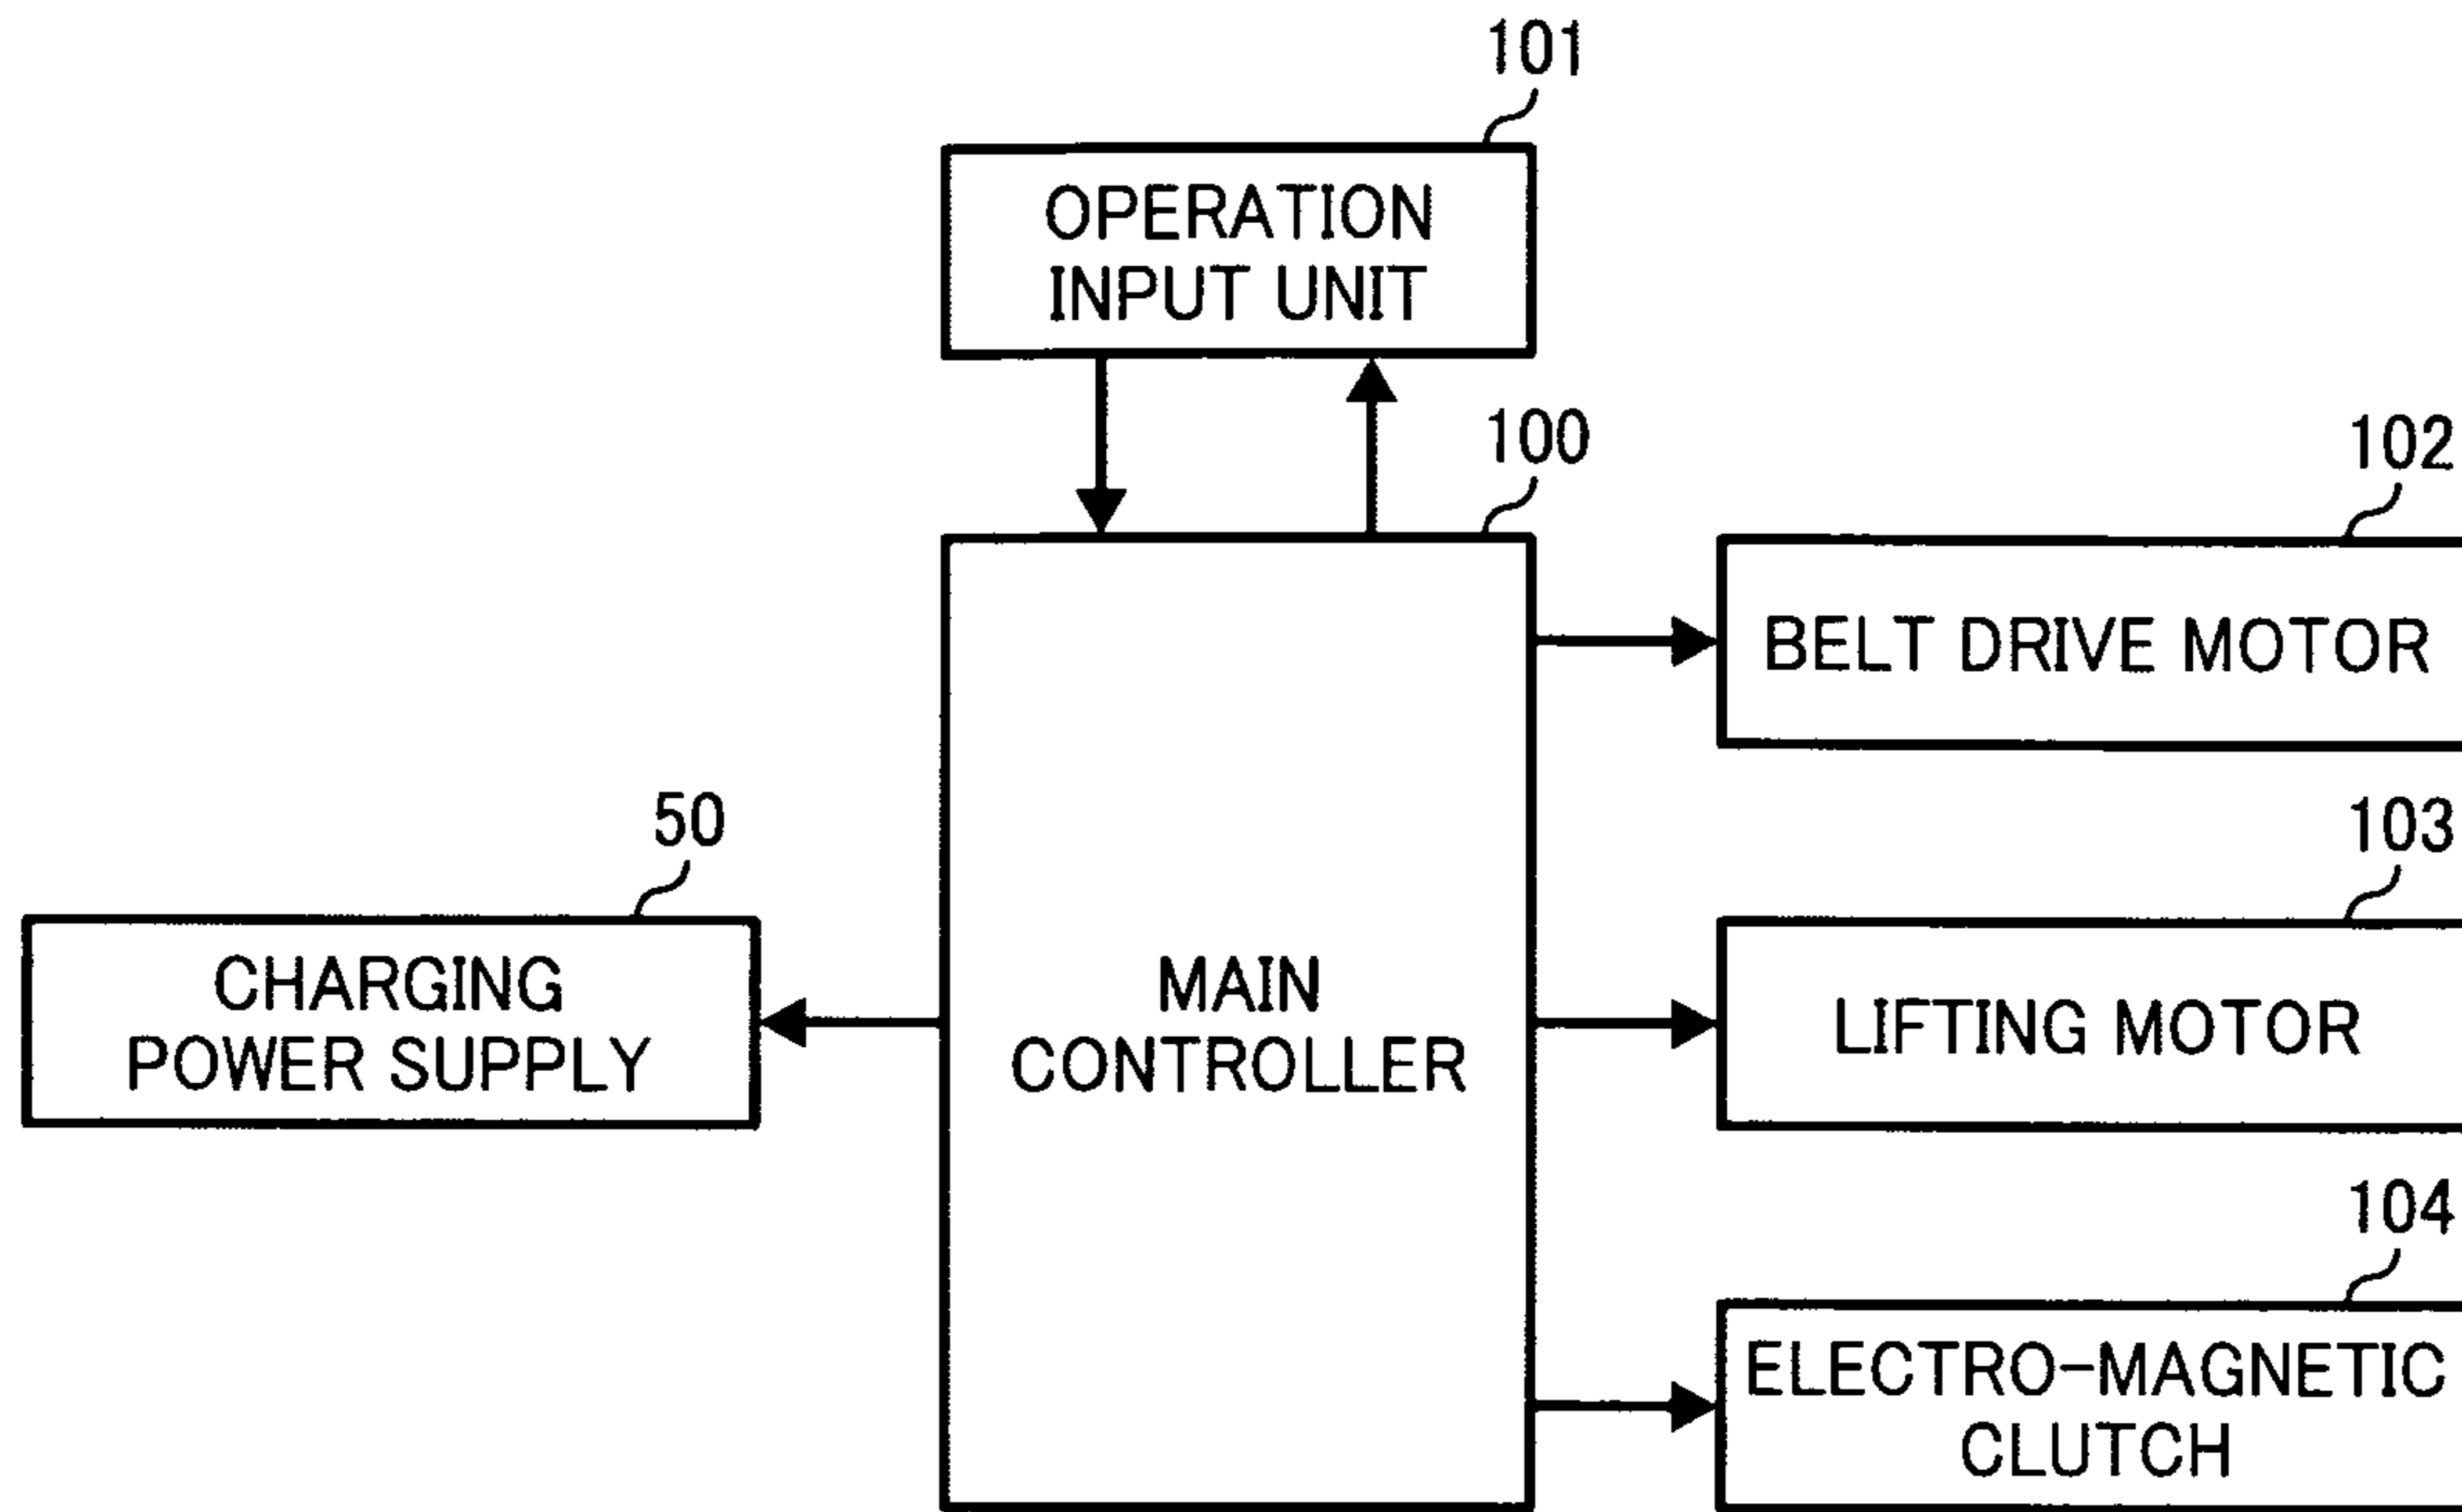 101
OPERATION
INPUT UNIT
100
102
BELT DRIVE MOTOR
50
103
CHARGING
POWER SUPPLY
MAIN
CONTROLLER
LIFTING MOTOR
104
ELECTRO-MAGNETIC
CLUTCH